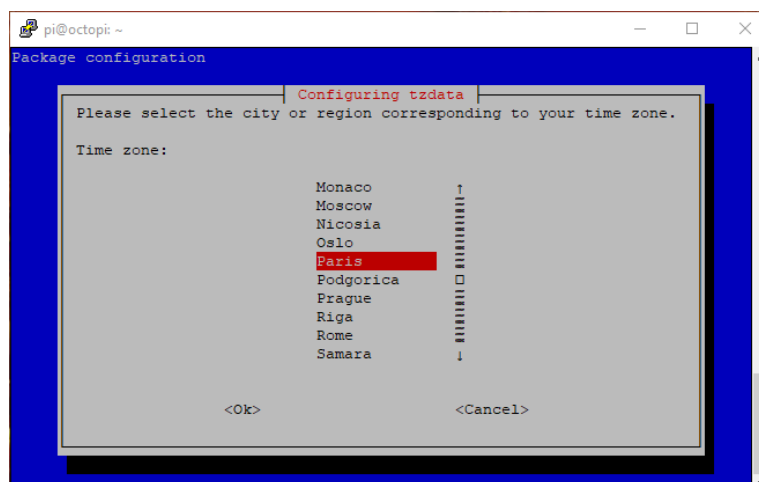 pi@octopi: ~
Package configuration
Configuring tzdata
Please select the city or region corresponding to your time zone.
Time zone:
Monaco
Moscow
Nicosia
Oslo
Paris
Podgorica
Prague
Riga
Rome
Samara
<Ok> <Cancel>